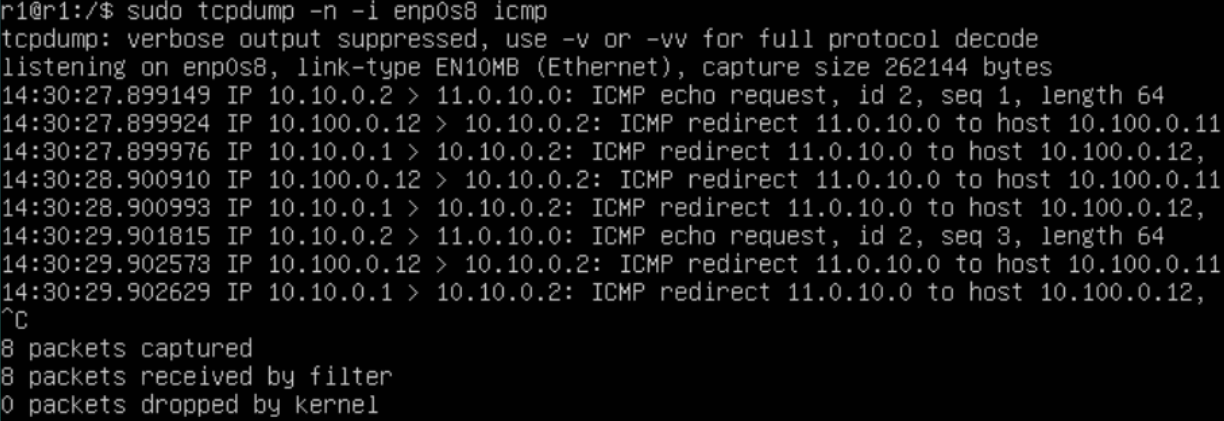 r1@r1:/$ sudo tcpdump -n -i enp0s8 icmp
tcpdump: verbose output suppressed, use -v or -vv for full protocol decode
listening on enp0s8, link-type EN10MB (Ethernet), capture size 262144 bytes
14:30:27.899149 IP 10.10.0.2 > 11.0.10.0: ICMP echo request, id 2, seq 1, length 64
14:30:27.899924 IP 10.100.0.12 > 10.10.0.2: ICMP redirect 11.0.10.0 to host 10.100.0.11
14:30:27.899976 IP 10.10.0.1 > 10.10.0.2: ICMP redirect 11.0.10.0 to host 10.100.0.12,
14:30:28.900910 IP 10.100.0.12 > 10.10.0.2: ICMP redirect 11.0.10.0 to host 10.100.0.11
14:30:28.900993 IP 10.10.0.1 > 10.10.0.2: ICMP redirect 11.0.10.0 to host 10.100.0.12,
14:30:29.901815 IP 10.10.0.2 > 11.0.10.0: ICMP echo request, id 2, seq 3, length 64
14:30:29.902573 IP 10.100.0.12 > 10.10.0.2: ICMP redirect 11.0.10.0 to host 10.100.0.11
14:30:29.902629 IP 10.10.0.1 > 10.10.0.2: ICMP redirect 11.0.10.0 to host 10.100.0.12,
^C
8 packets captured
8 packets received by filter
0 packets dropped by kernel